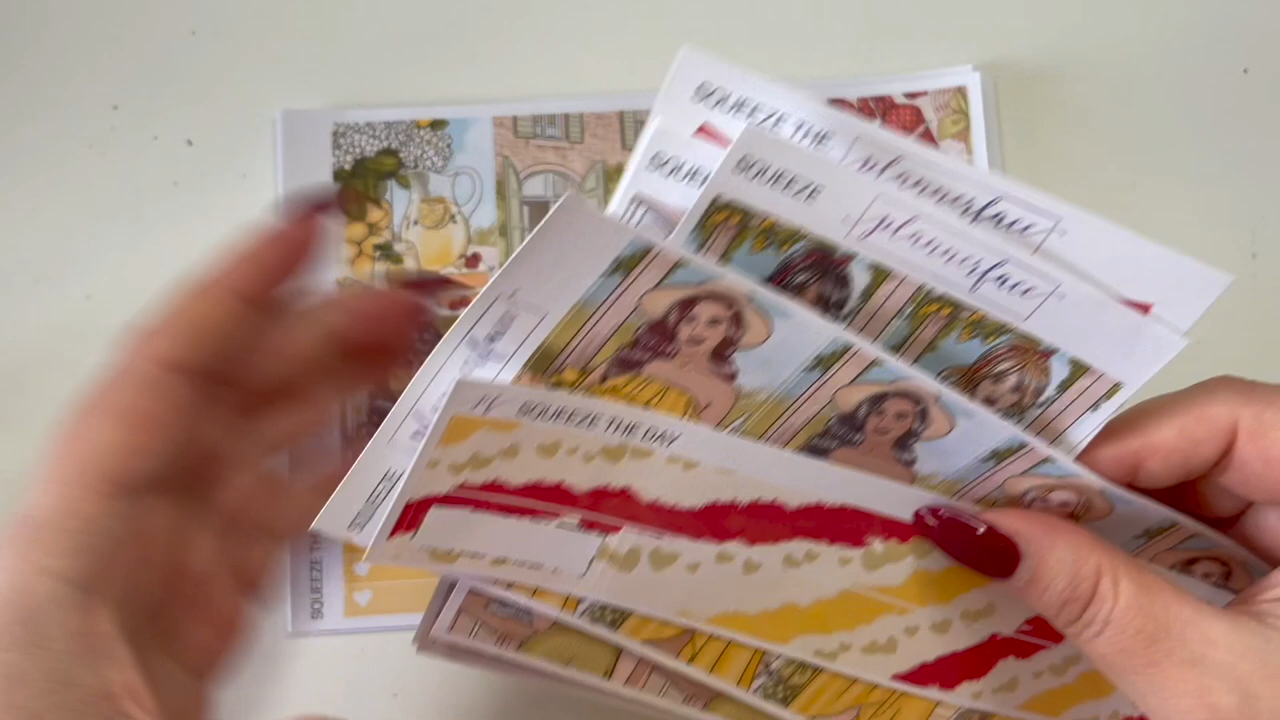 SQUEEZE THE
plannerface
SQUEEZE
plannerface
SQUEEZE THE DAY
SQUEEZE